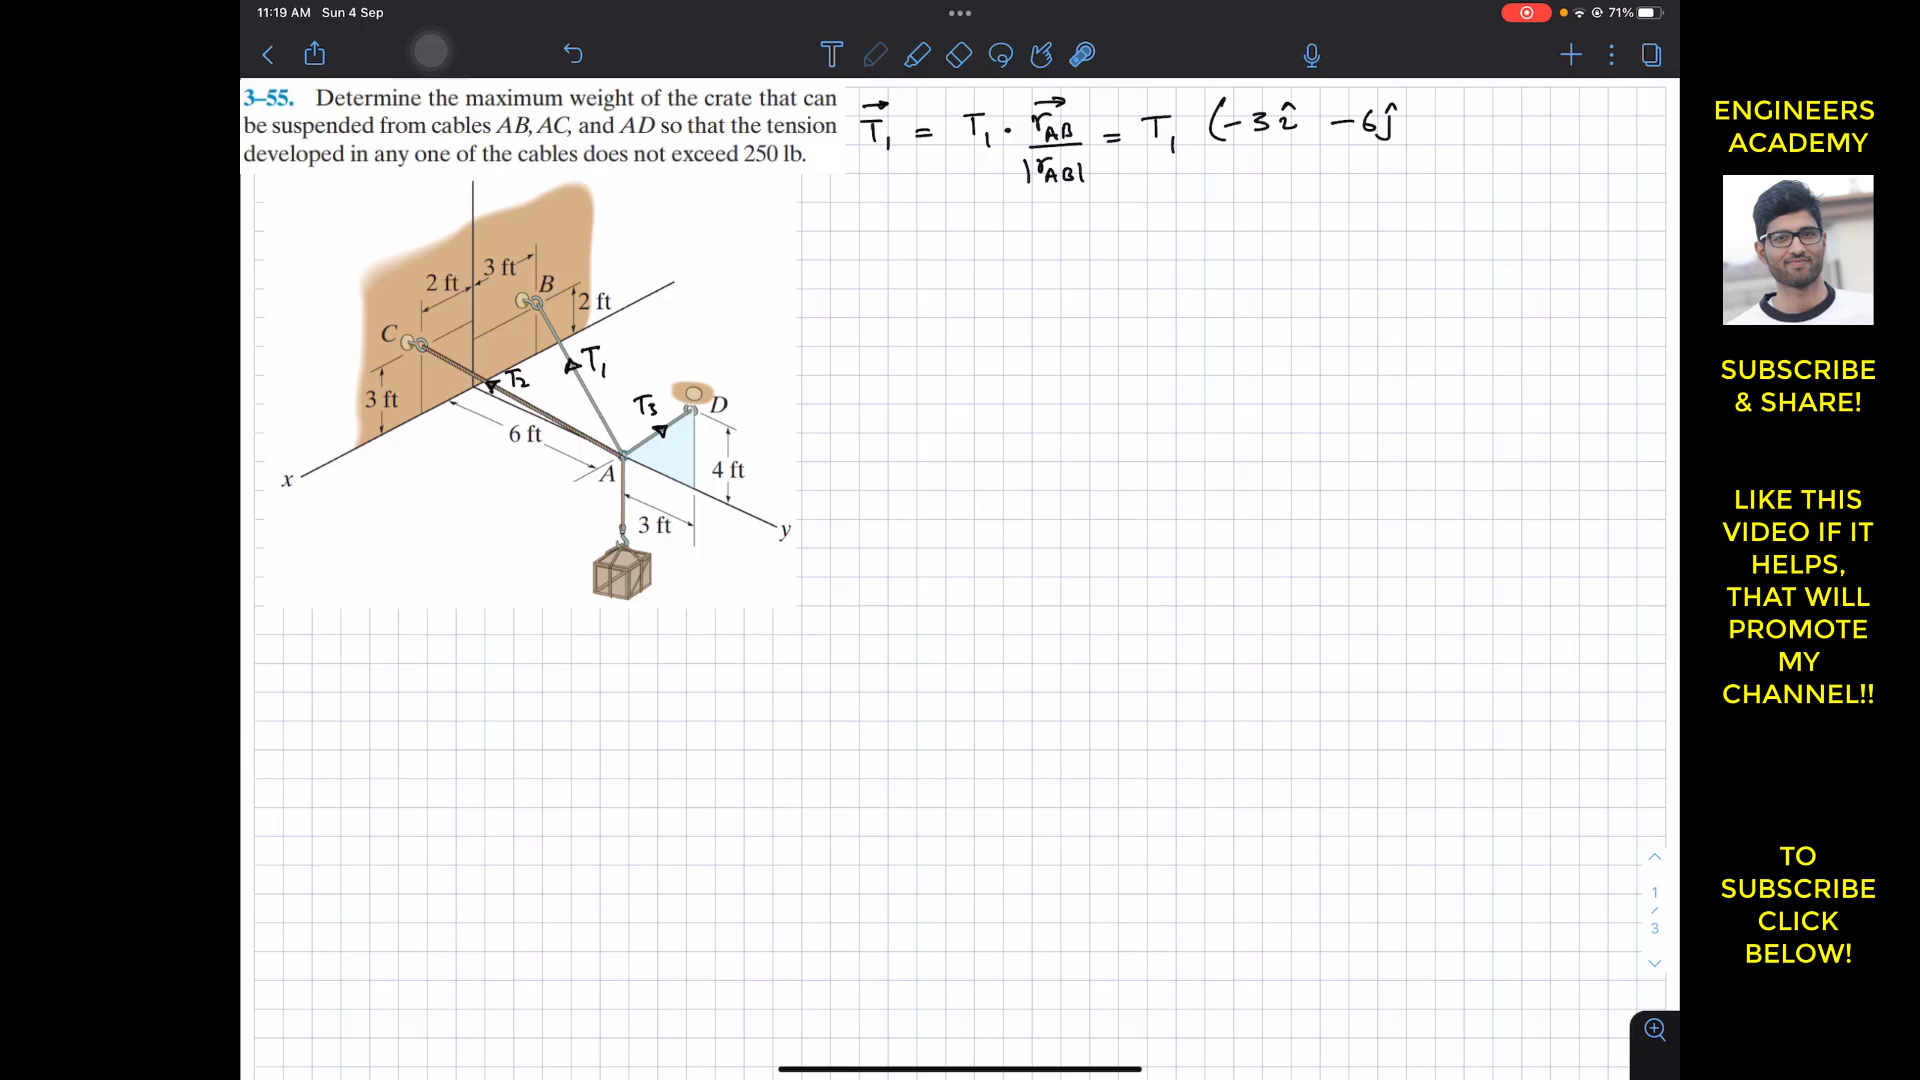 11:19 AM Sun 4 Sep
71%
3–55. Determine the maximum weight of the crate that can
be suspended from cables AB, AC, and AD so that the tension
developed in any one of the cables does not exceed 250 lb.
T₁ = T₁ · r_AB / |r_AB| = T₁ (-3î -6ĵ
3 ft
2 ft
B
2 ft
C
T₁
T₂
3 ft
T₃
D
6 ft
A
4 ft
x
3 ft
y
1
/
3
ENGINEERS
ACADEMY
SUBSCRIBE
& SHARE!
LIKE THIS
VIDEO IF IT
HELPS,
THAT WILL
PROMOTE
MY
CHANNEL!!
TO
SUBSCRIBE
CLICK
BELOW!